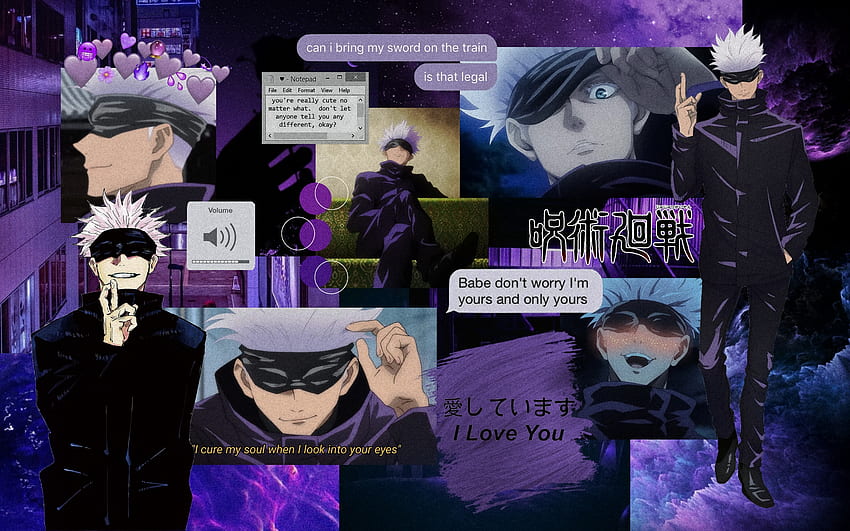 can i bring my sword on the train
is that legal
♥ - Notepad
File Edit Format View Help
you're really cute no
matter what. don't let
anyone tell you any
different, okay?
Volume
呪術廻戦
Babe don't worry I'm
yours and only yours
愛しています
I Love You
"I cure my soul when I look into your eyes"